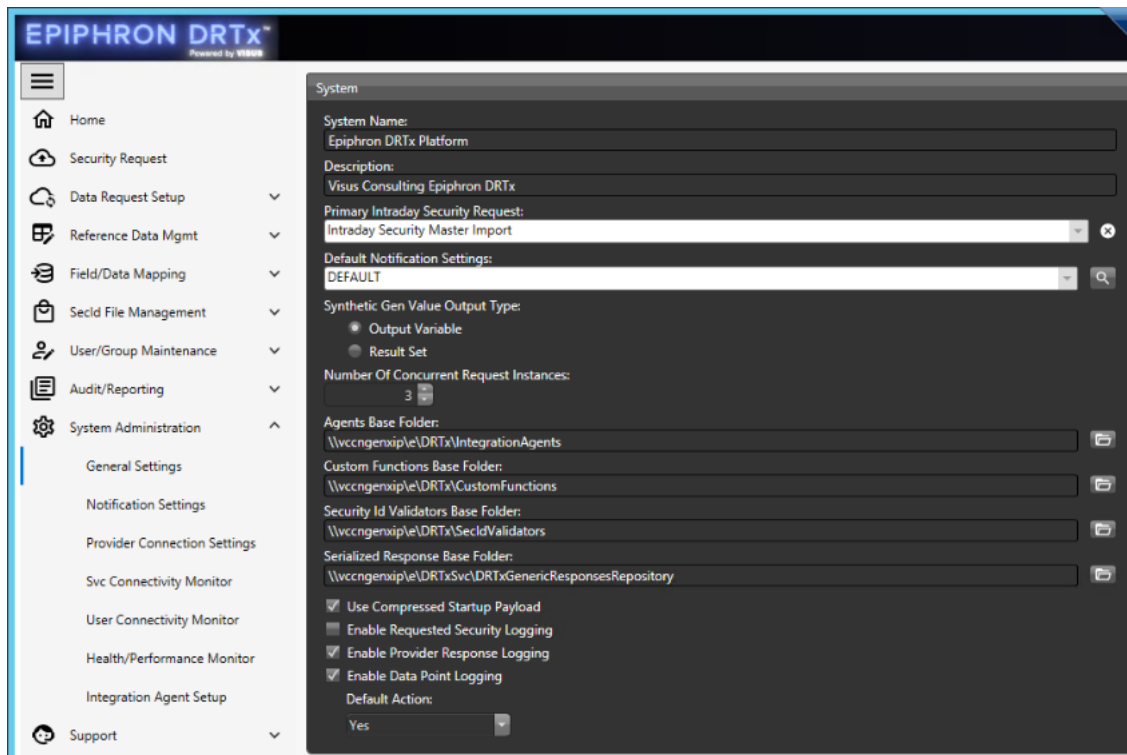 EPIPHRON DRTx™
Powered by VISUS
Home
Security Request
Data Request Setup
Reference Data Mgmt
Field/Data Mapping
SecId File Management
User/Group Maintenance
Audit/Reporting
System Administration
General Settings
Notification Settings
Provider Connection Settings
Svc Connectivity Monitor
User Connectivity Monitor
Health/Performance Monitor
Integration Agent Setup
Support
System
System Name:
Epiphron DRTx Platform
Description:
Visus Consulting Epiphron DRTx
Primary Intraday Security Request:
Intraday Security Master Import
Default Notification Settings:
DEFAULT
Synthetic Gen Value Output Type:
Output Variable
Result Set
Number Of Concurrent Request Instances:
3
Agents Base Folder:
\\vccngenxip\e\DRTx\IntegrationAgents
Custom Functions Base Folder:
\\vccngenxip\e\DRTx\CustomFunctions
Security Id Validators Base Folder:
\\vccngenxip\e\DRTx\SecIdValidators
Serialized Response Base Folder:
\\vccngenxip\e\DRTxSvc\DRTxGenericResponsesRepository
Use Compressed Startup Payload
Enable Requested Security Logging
Enable Provider Response Logging
Enable Data Point Logging
Default Action:
Yes